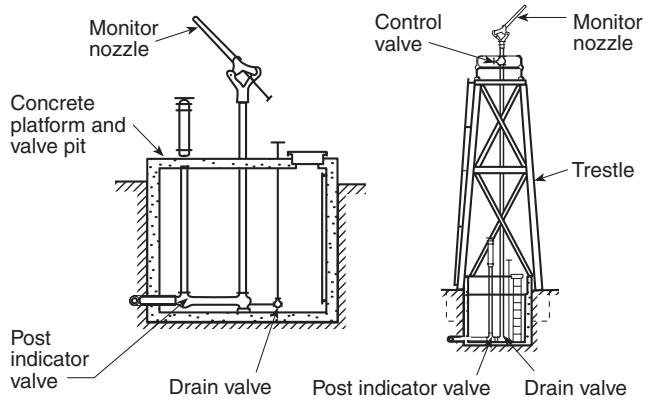 Monitor
nozzle
Concrete
platform and
valve pit
Post
indicator
valve
Drain valve
Control
valve
Monitor
nozzle
Trestle
Post indicator valve
Drain valve